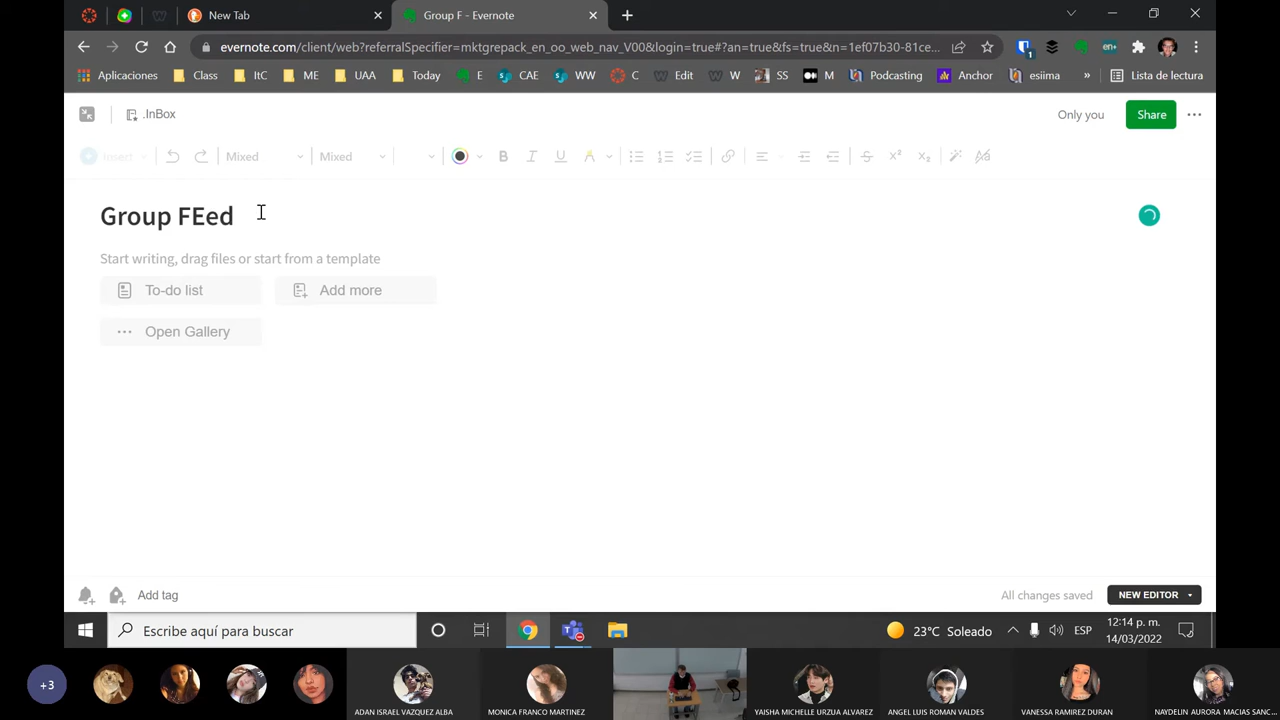 New Tab
Group F - Evernote
evernote.com/client/web?referralSpecifier=mktgrepack_en_oo_web_nav_V00&login=true#?an=true&fs=true&n=1ef07b30-81ce...
Aplicaciones Class ItC ME UAA Today E CAE WW C Edit W SS M Podcasting Anchor esiima » Lista de lectura
.InBox
Only you
Share
Insert
Mixed
Mixed
Group FEed
Start writing, drag files or start from a template
To-do list
Add more
Open Gallery
Add tag
All changes saved
NEW EDITOR
Escribe aquí para buscar
23°C Soleado
ESP
12:14 p. m.
14/03/2022
+3
ADAN ISRAEL VAZQUEZ ALBA
MONICA FRANCO MARTINEZ
YAISHA MICHELLE URZUA ALVAREZ
ANGEL LUIS ROMAN VALDES
VANESSA RAMIREZ DURAN
NAYDELIN AURORA MACIAS SANC...